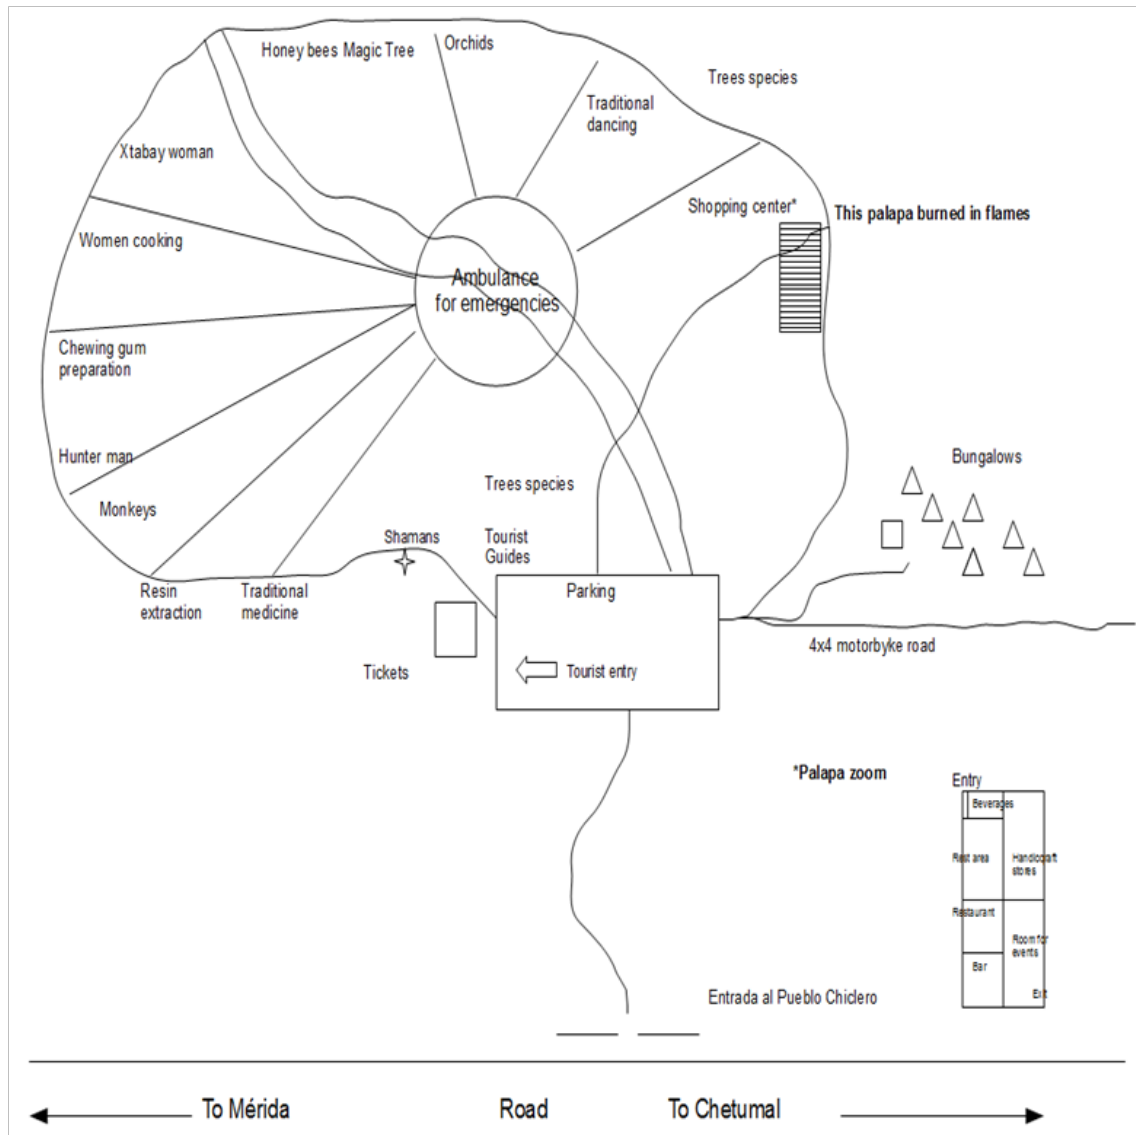 Honey bees Magic Tree
Orchids
Trees species
Traditional
dancing
Xtabay woman
Shopping center*
This palapa burned in flames
Women cooking
Ambulance
for emergencies
Chewing gum
preparation
Hunter man
Bungalows
Trees species
Monkeys
Shamans
Tourist
Guides
Resin
extraction
Traditional
medicine
Parking
4x4 motorbyke road
Tickets
Tourist entry
*Palapa zoom
Entry
Beverages
Rest area
Handicraft
stores
Restaurant
Room for
events
Bar
Exit
Entrada al Pueblo Chiclero
To Mérida
Road
To Chetumal